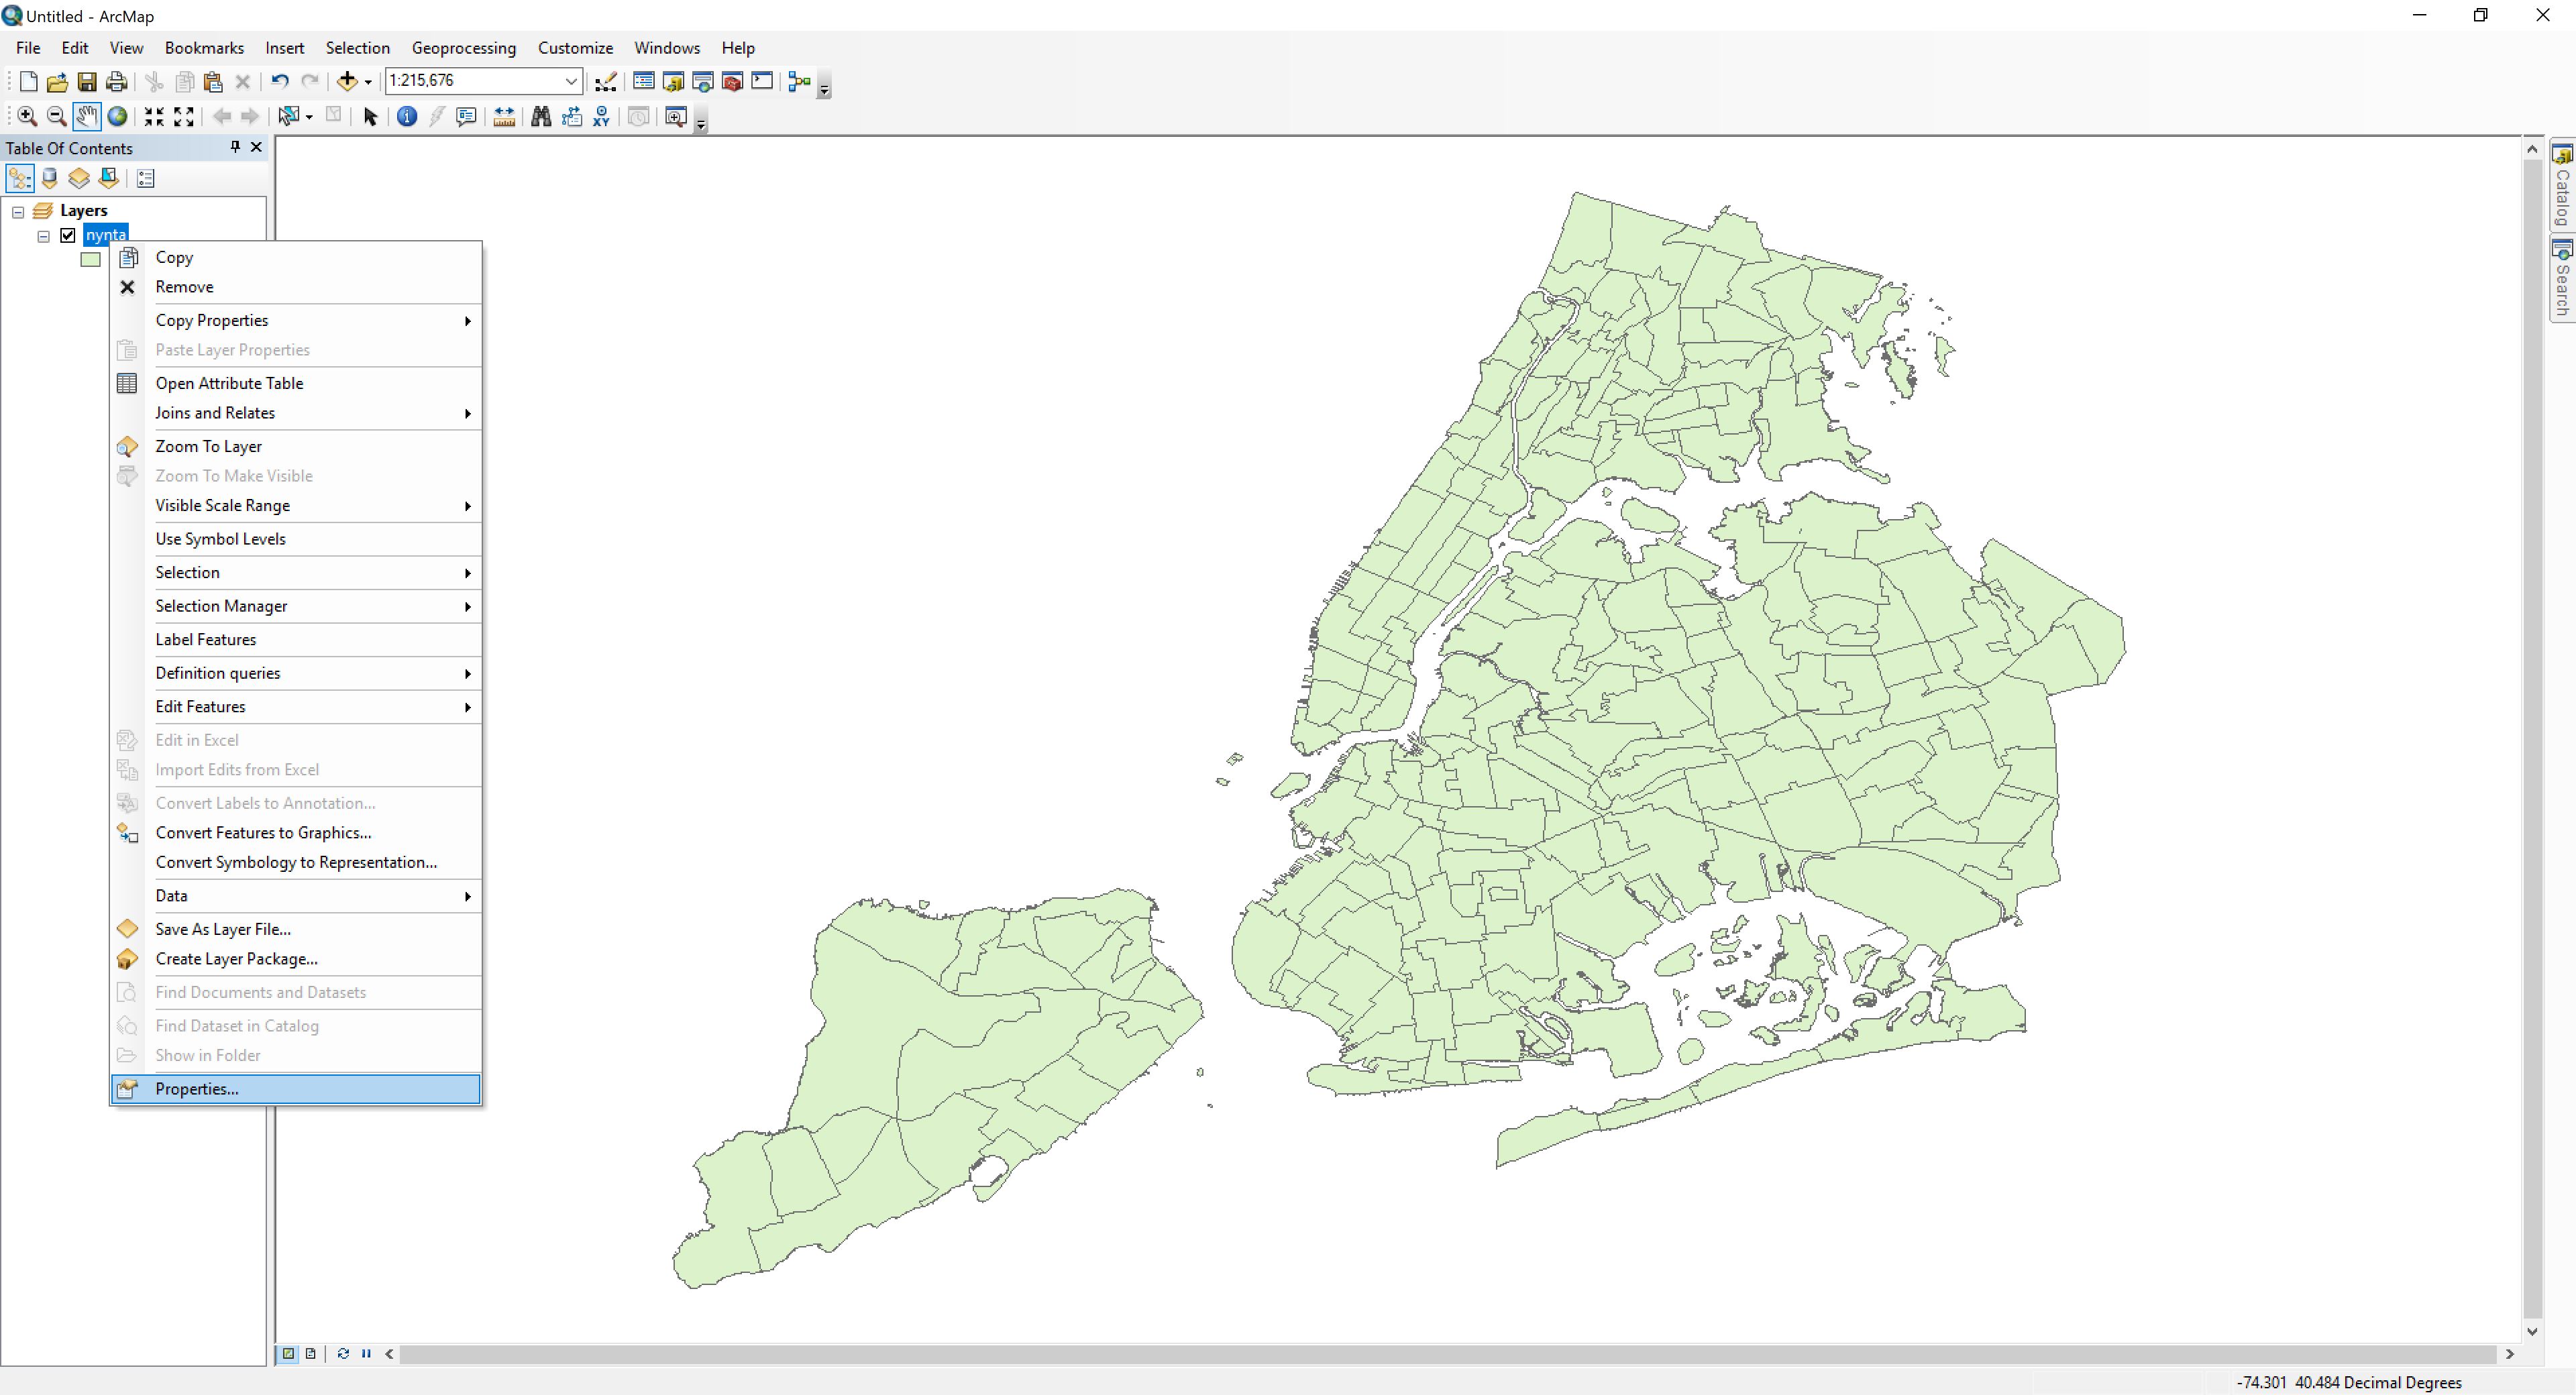 Untitled - ArcMap
File Edit View Bookmarks Insert Selection Geoprocessing Customize Windows Help
1:215,676
XY
Table Of Contents
Layers
nynta
Copy
Remove
Copy Properties
Paste Layer Properties
Open Attribute Table
Joins and Relates
Zoom To Layer
Zoom To Make Visible
Visible Scale Range
Use Symbol Levels
Selection
Selection Manager
Label Features
Definition queries
Edit Features
Edit in Excel
Import Edits from Excel
Convert Labels to Annotation...
Convert Features to Graphics...
Convert Symbology to Representation...
Data
Save As Layer File...
Create Layer Package...
Find Documents and Datasets
Find Dataset in Catalog
Show in Folder
Properties...
Catalog
Search
-74.301 40.484 Decimal Degrees